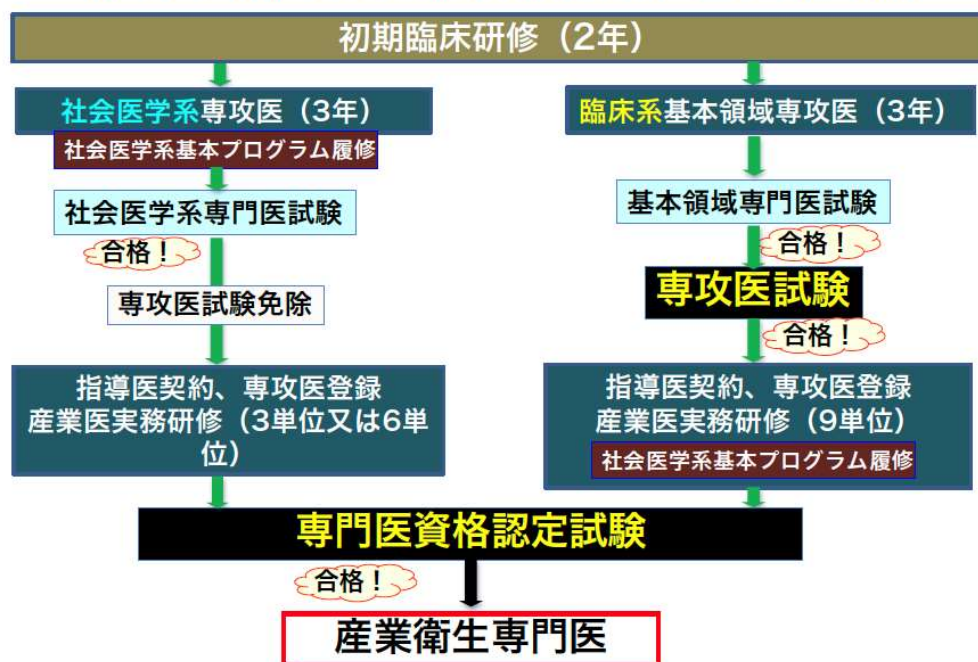 初期臨床研修（2年）
社会医学系専攻医（3年）
社会医学系基本プログラム履修
社会医学系専門医試験
合格！
専攻医試験免除
指導医契約、専攻医登録
産業医実務研修（3単位又は6単
位）
臨床系基本領域専攻医（3年）
基本領域専門医試験
合格！
専攻医試験
合格！
指導医契約、専攻医登録
産業医実務研修（9単位）
社会医学系基本プログラム履修
専門医資格認定試験
合格！
産業衛生専門医